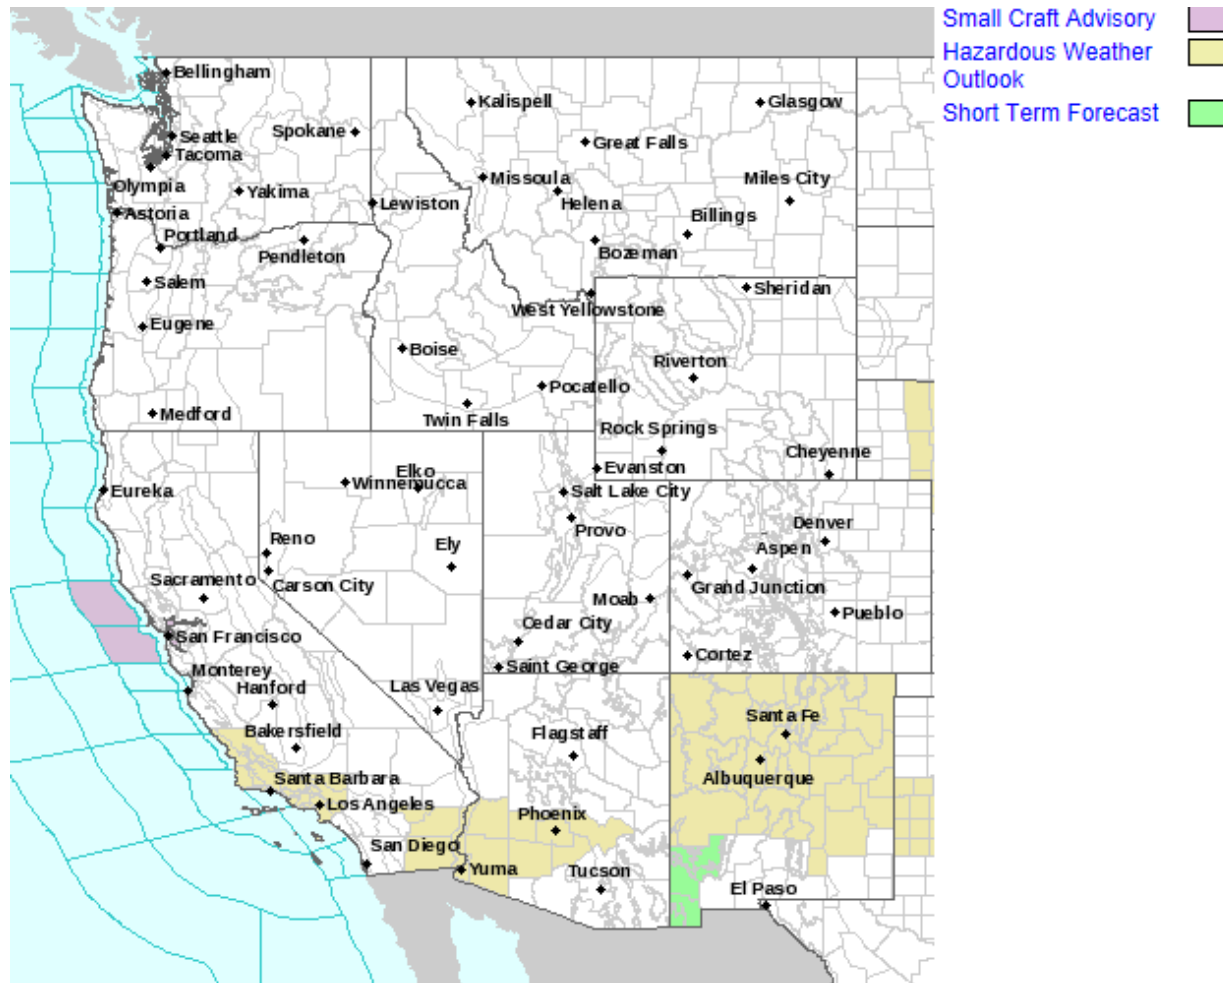 Small Craft Advisory
Hazardous Weather
Outlook
Short Term Forecast
Bellingham
Kalispell
Glasgow
Seattle
Spokane
Great Falls
Tacoma
Olympia
Yakima
Missoula
Miles City
Lewiston
Helena
Astoria
Billings
Portland
Pendleton
Bozeman
Salem
Sheridan
West Yellowstone
Eugene
Boise
Riverton
Pocatello
Medford
Twin Falls
Rock Springs
Cheyenne
Elko
Evanston
Winnemucca
Eureka
Salt Lake City
Provo
Denver
Reno
Ely
Aspen
Sacramento
Carson City
Grand Junction
Moab
Pueblo
Cedar City
San Francisco
Cortez
Monterey
Saint George
Hanford
Las Vegas
Santa Fe
Bakersfield
Flagstaff
Santa Barbara
Albuquerque
Los Angeles
Phoenix
San Diego
Yuma
Tucson
El Paso